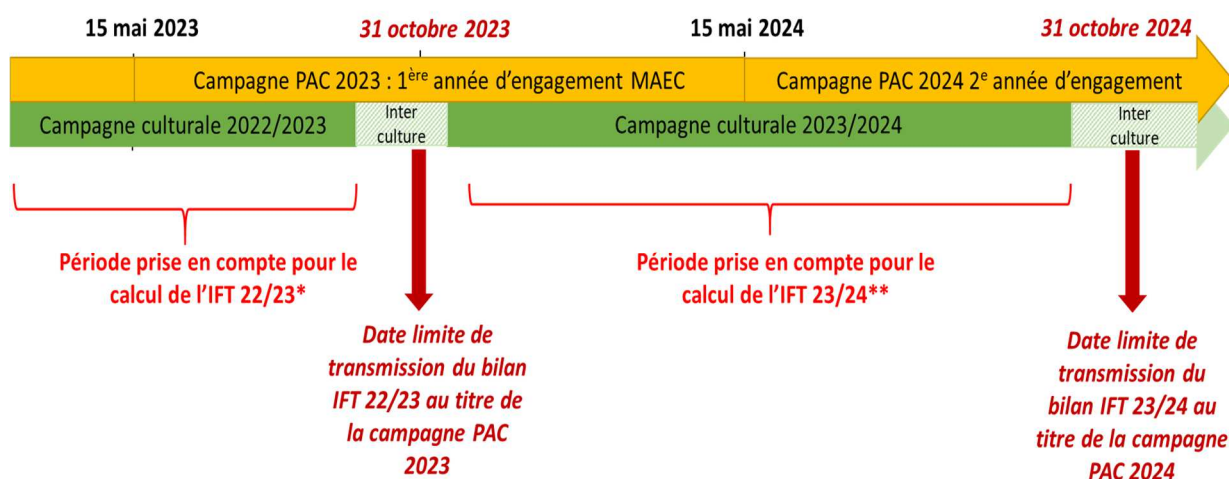 15 mai 2023
31 octobre 2023
15 mai 2024
31 octobre 2024
Campagne PAC 2023 : 1ère année d’engagement MAEC
Campagne PAC 2024 2e année d’engagement
Campagne culturale 2022/2023
Inter
culture
Campagne culturale 2023/2024
Inter
culture
Période prise en compte pour le
calcul de l’IFT 22/23*
Période prise en compte pour le
calcul de l’IFT 23/24**
Date limite de
transmission du bilan
IFT 22/23 au titre de
la campagne PAC
2023
Date limite de
transmission du
bilan IFT 23/24 au
titre de la campagne
PAC 2024